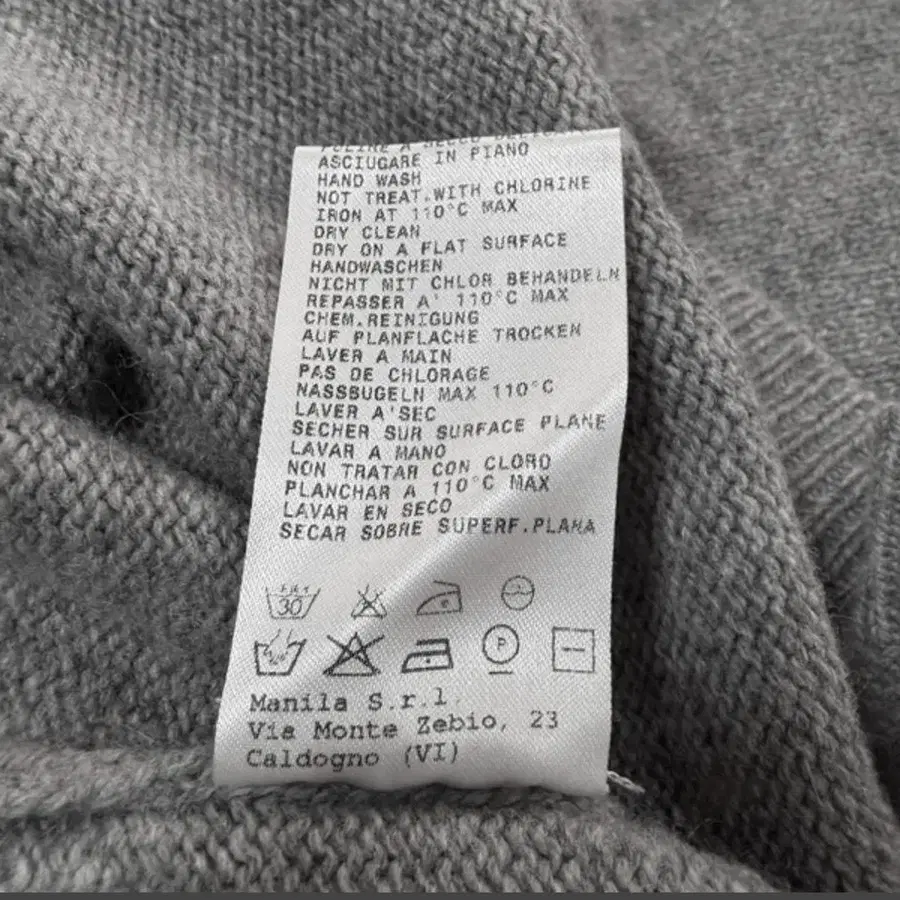 PULIRE A SECCO
ASCIUGARE IN PIANO
HAND WASH
NOT TREAT.WITH CHLORINE
IRON AT 110°C MAX
DRY CLEAN
DRY ON A FLAT SURFACE
HANDWASCHEN
NICHT MIT CHLOR BEHANDELN
REPASSER A' 110°C MAX
CHEM.REINIGUNG
AUF PLANFLACHE TROCKEN
LAVER A MAIN
PAS DE CHLORAGE
NASSBUGELN MAX 110°C
LAVER A'SEC
SECHER SUR SURFACE PLANE
LAVAR A MANO
NON TRATAR CON CLORO
PLANCHAR A 110°C MAX
LAVAR EN SECO
SECAR SOBRE SUPERF.PLANA
30
P
Manila S.r.l.
Via Monte Zebio, 23
Caldogno (VI)